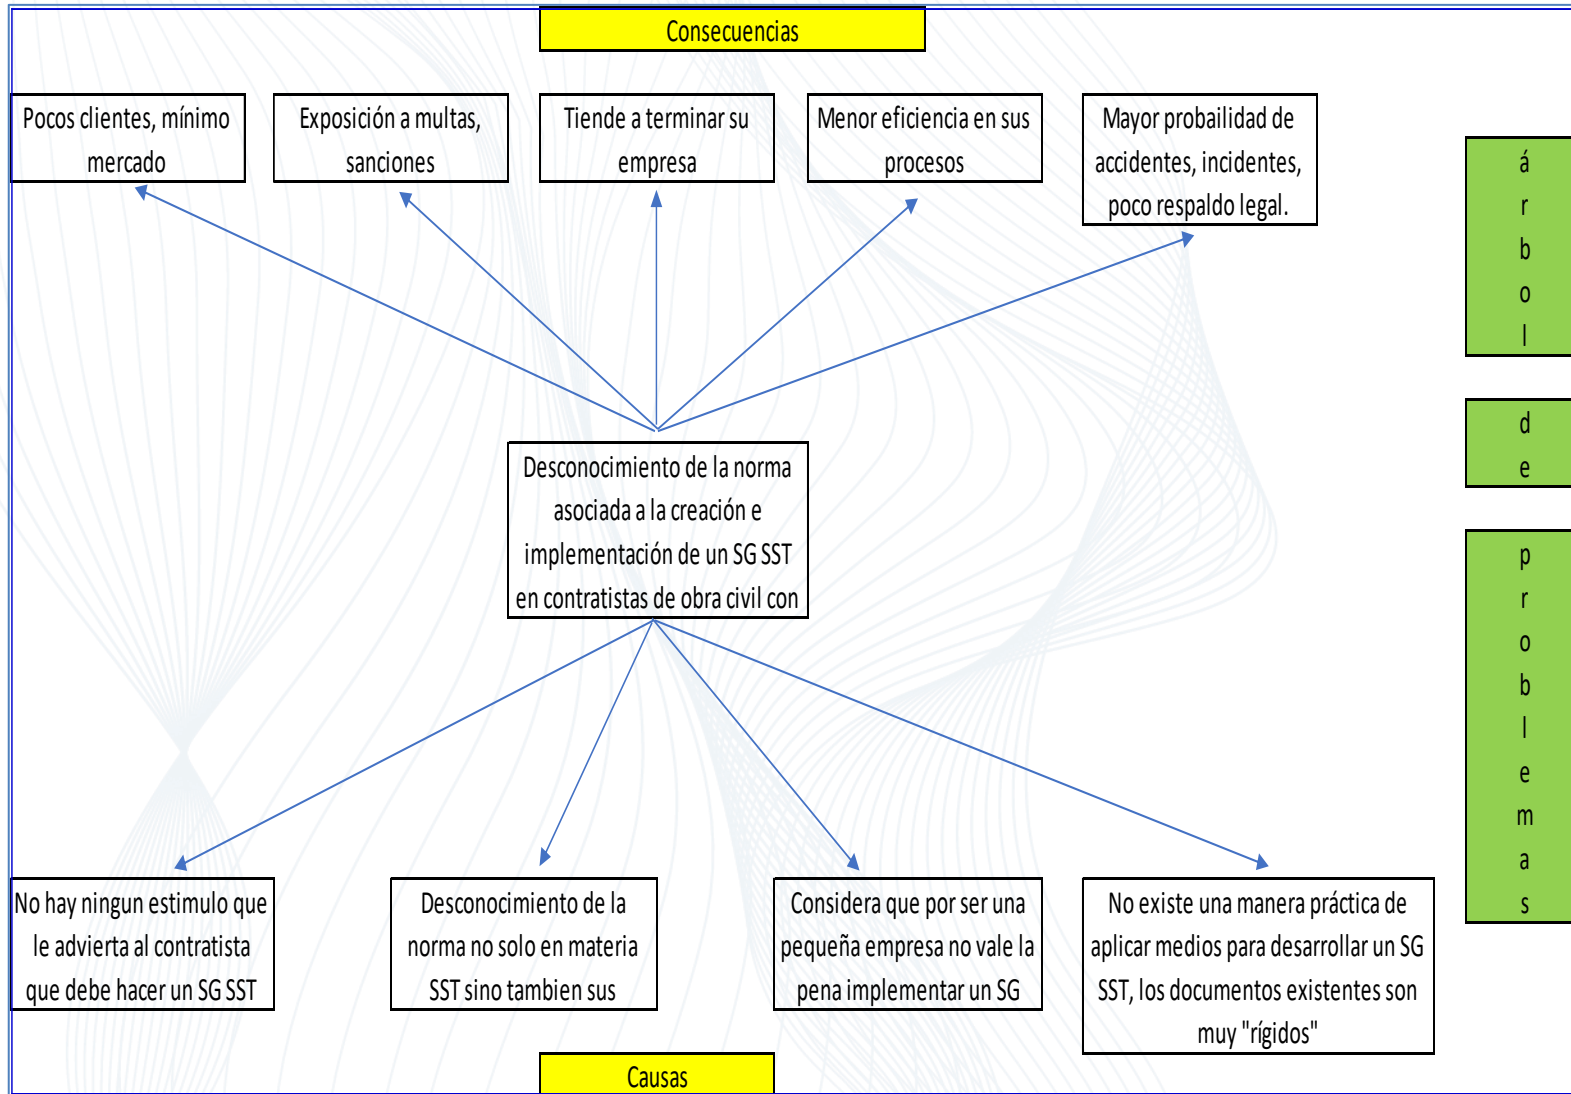 Consecuencias
Pocos clientes, mínimo
mercado
Exposición a multas,
sanciones
Tiende a terminar su
empresa
Menor eficiencia en sus
procesos
Mayor probailidad de
accidentes, incidentes,
poco respaldo legal.
Desconocimiento de la norma
asociada a la creación e
implementación de un SG SST
en contratistas de obra civil con
No hay ningun estimulo que
le advierta al contratista
que debe hacer un SG SST
Desconocimiento de la
norma no solo en materia
SST sino tambien sus
Considera que por ser una
pequeña empresa no vale la
pena implementar un SG
No existe una manera práctica de
aplicar medios para desarrollar un SG
SST, los documentos existentes son
muy "rígidos"
Causas
á
r
b
o
l
d
e
p
r
o
b
l
e
m
a
s